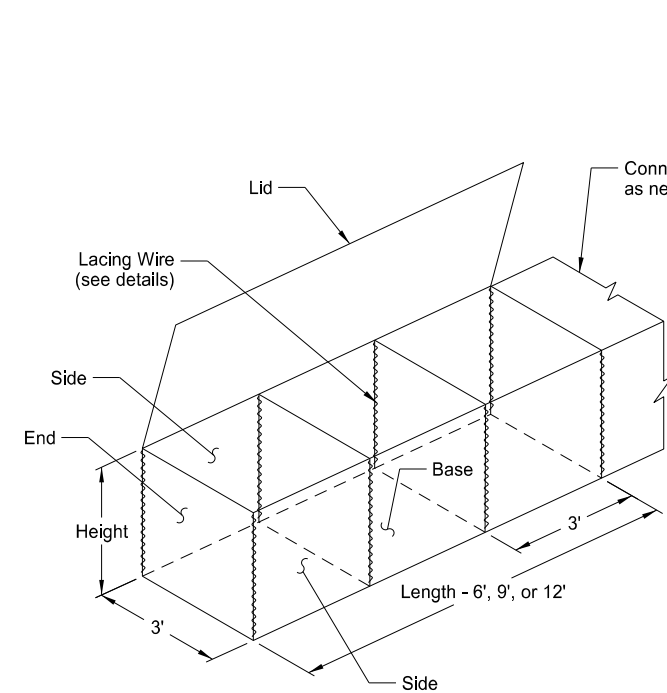 Conn
as ne
Lid
Lacing Wire
(see details)
Side
End
Base
Height
3'
Length - 6', 9', or 12'
3'
Side